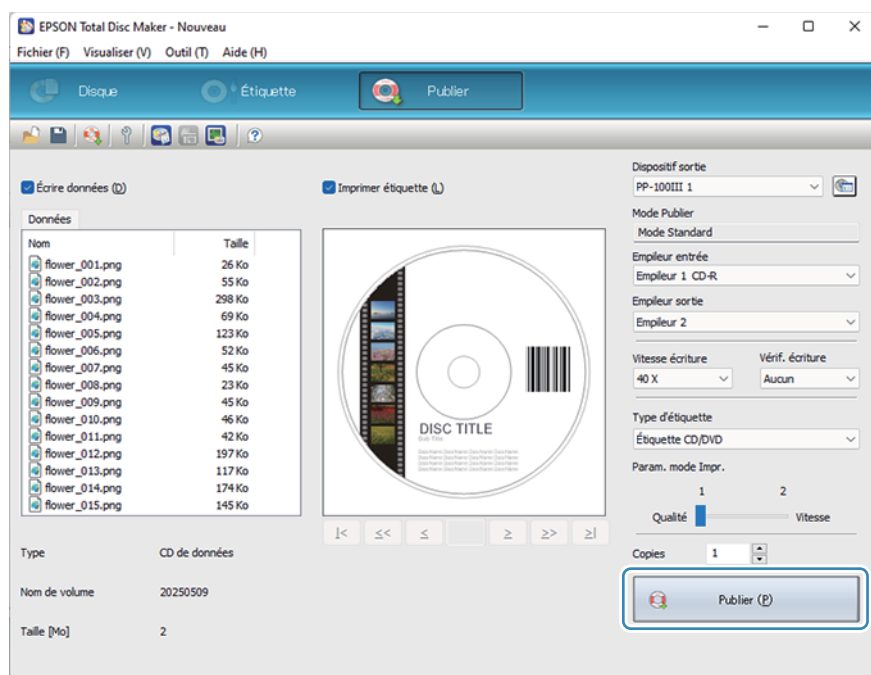 EPSON Total Disc Maker - Nouveau
Fichier (F) Visualiser (V) Outil (T) Aide (H)
Disque Étiquette Publier
Écrire données (D)
Imprimer étiquette (L)
Données
Nom Taille
flower_001.png 26 Ko
flower_002.png 55 Ko
flower_003.png 298 Ko
flower_004.png 69 Ko
flower_005.png 123 Ko
flower_006.png 52 Ko
flower_007.png 45 Ko
flower_008.png 23 Ko
flower_009.png 45 Ko
flower_010.png 46 Ko
flower_011.png 42 Ko
flower_012.png 197 Ko
flower_013.png 117 Ko
flower_014.png 174 Ko
flower_015.png 145 Ko
DISC TITLE
Sub Title
|< << < > >> >|
Type CD de données
Nom de volume 20250509
Taille [Mo] 2
Dispositif sortie
PP-100III 1
Mode Publier
Mode Standard
Empileur entrée
Empileur 1 CD-R
Empileur sortie
Empileur 2
Vitesse écriture Vérif. écriture
40 X Aucun
Type d'étiquette
Étiquette CD/DVD
Param. mode Impr.
1 2
Qualité Vitesse
Copies 1
Publier (P)